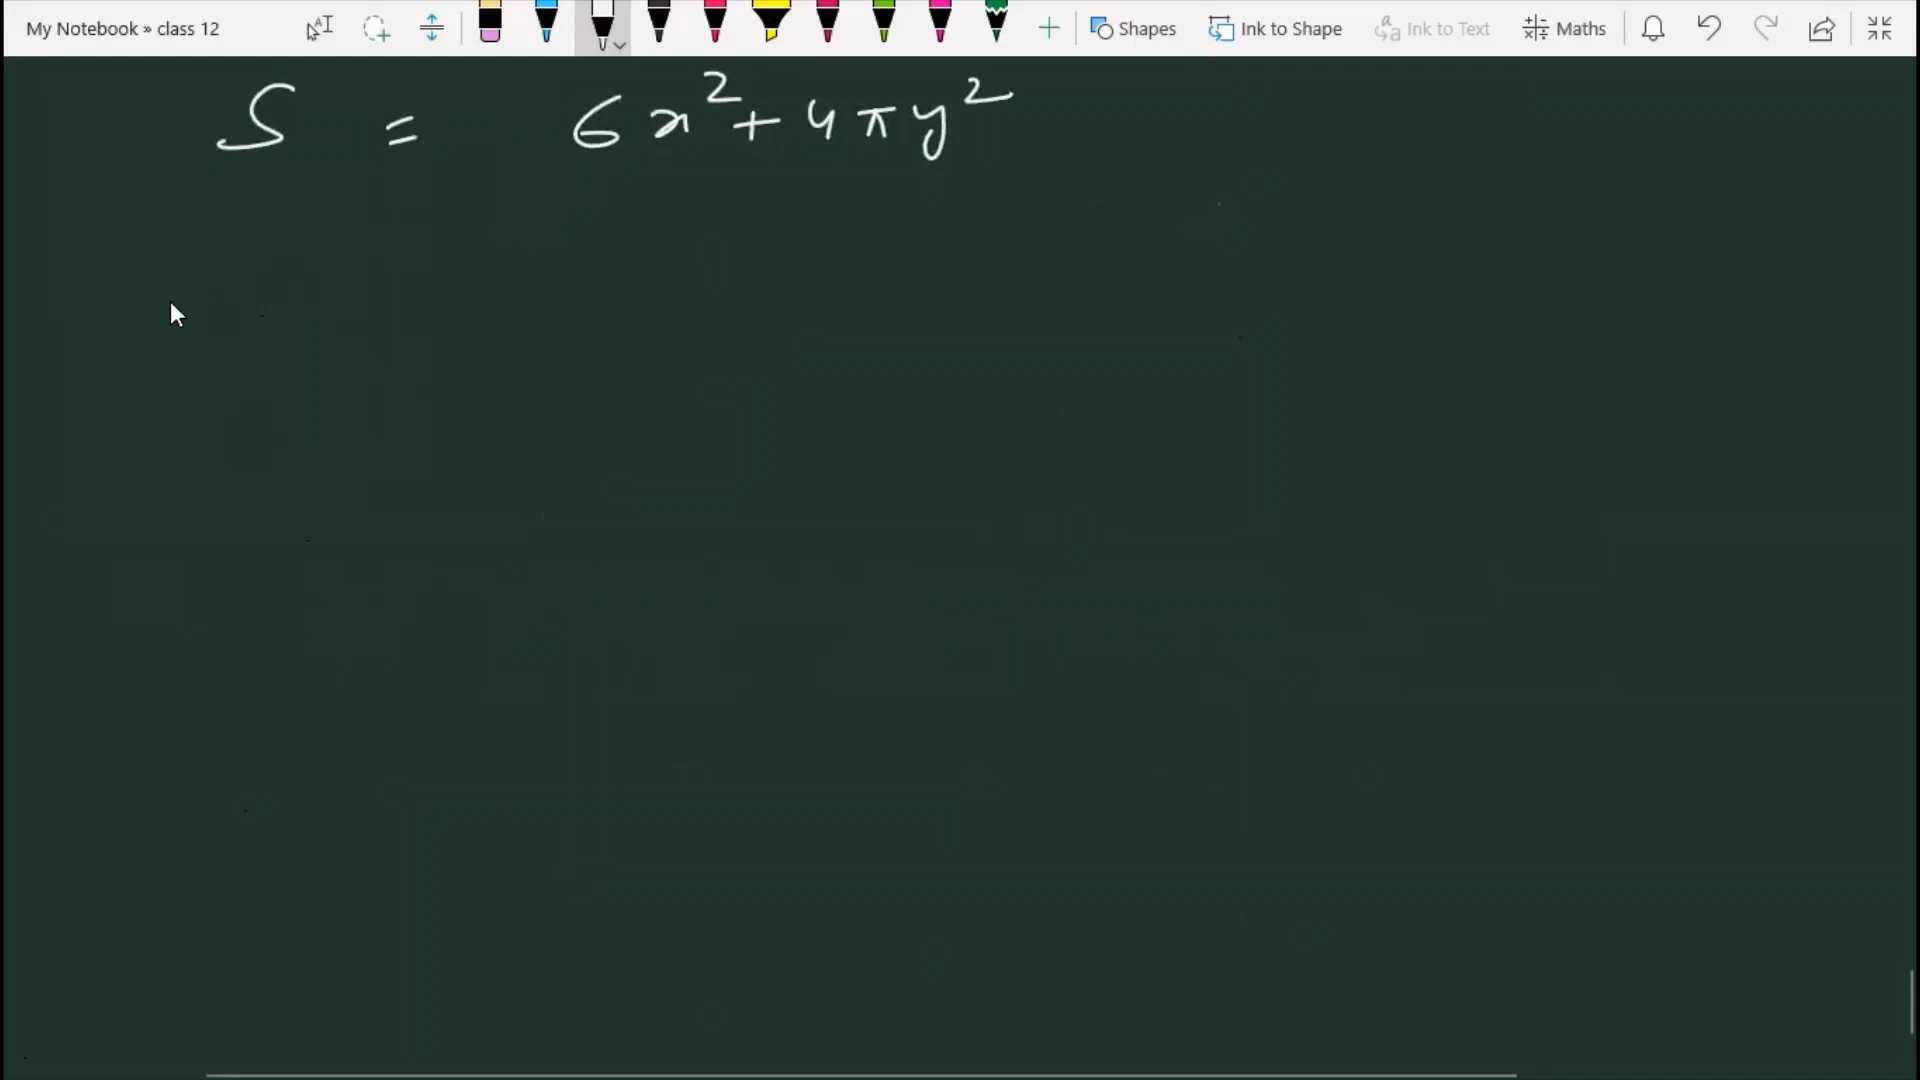 My Notebook » class 12 Shapes Ink to Shape Ink to Text Maths
S = 6x² + 4πy²